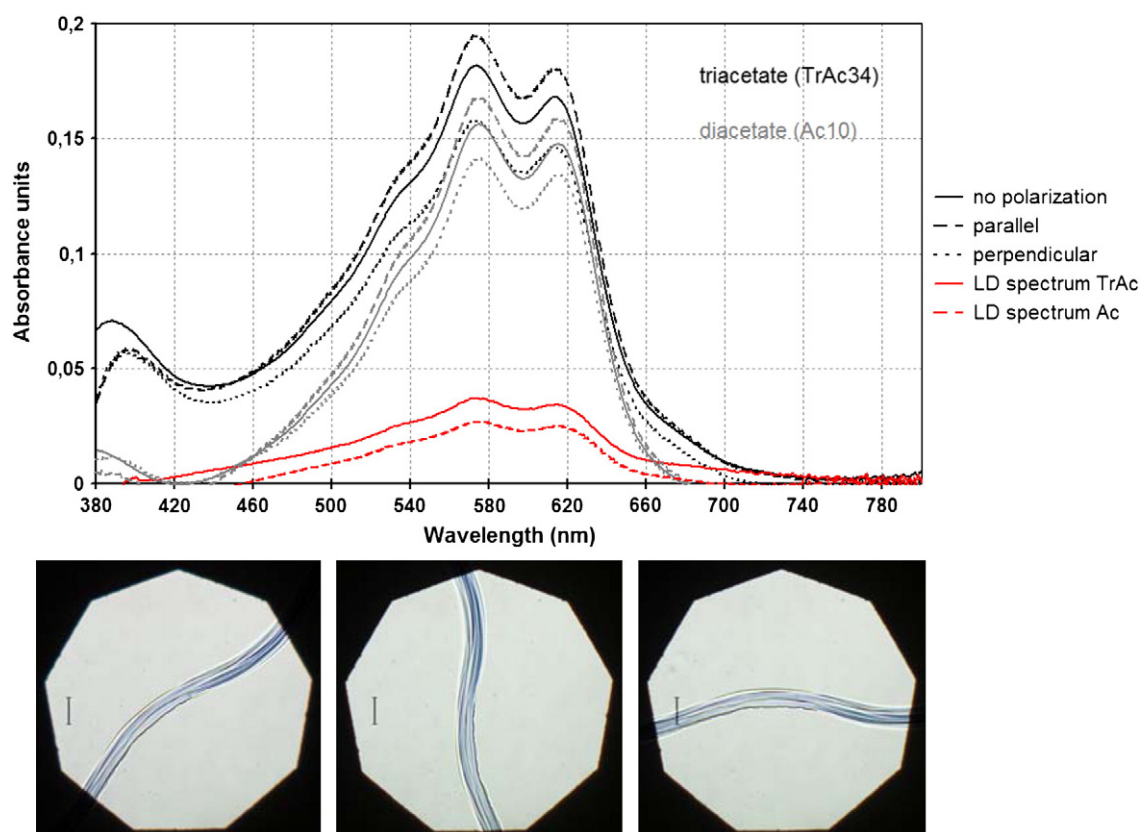 0,2
0,15
0,1
0,05
0
Absorbance units
triacetate (TrAc34)
diacetate (Ac10)
no polarization
parallel
perpendicular
LD spectrum TrAc
LD spectrum Ac
380 420 460 500 540 580 620 660 700 740 780
Wavelength (nm)